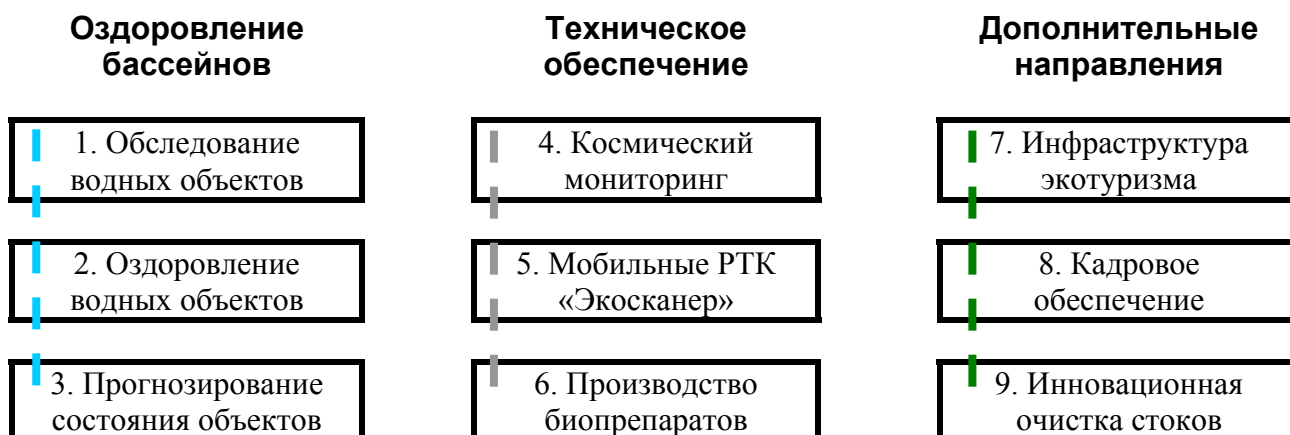 Оздоровление
бассейнов
1. Обследование
водных объектов
2. Оздоровление
водных объектов
3. Прогнозирование
состояния объектов
Техническое
обеспечение
4. Космический
мониторинг
5. Мобильные РТК
«Экосканер»
6. Производство
биопрепаратов
Дополнительные
направления
7. Инфраструктура
экотуризма
8. Кадровое
обеспечение
9. Инновационная
очистка стоков